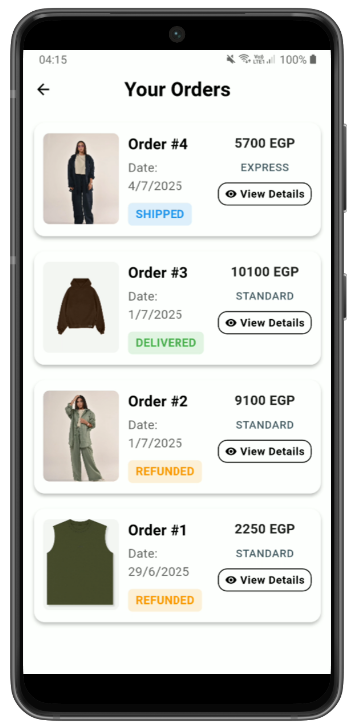 04:15
100%
Your Orders
Order #4
5700 EGP
Date:
4/7/2025
EXPRESS
View Details
SHIPPED
Order #3
10100 EGP
Date:
1/7/2025
STANDARD
View Details
DELIVERED
Order #2
9100 EGP
Date:
1/7/2025
STANDARD
View Details
REFUNDED
Order #1
2250 EGP
Date:
29/6/2025
STANDARD
View Details
REFUNDED